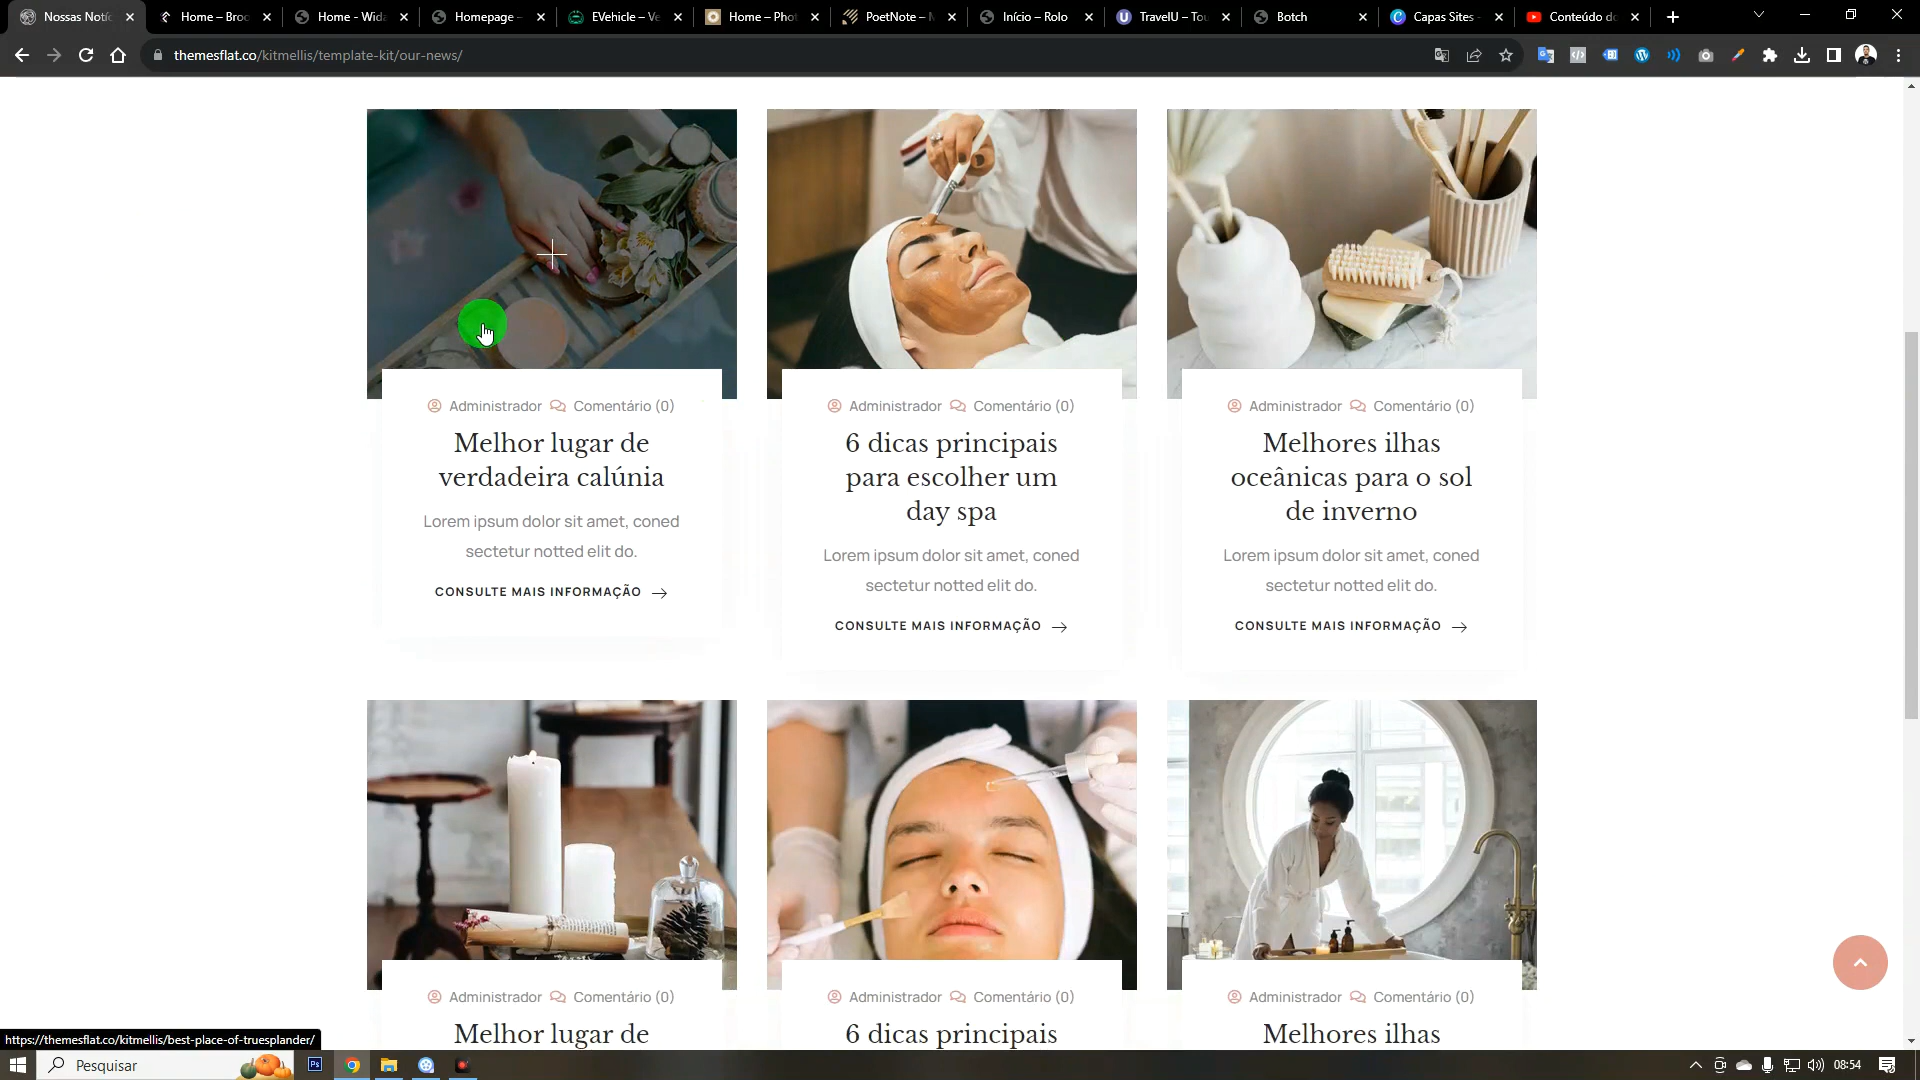 Nossas Notíc
Home – Broc
Home - Wida
Homepage –
EVehicle – Ve
Home – Phot
PoetNote – M
Início – Rolo
TravelU – Tou
Botch
Capas Sites -
Conteúdo do
themesflat.co/kitmellis/template-kit/our-news/
Administrador Comentário (0)
Melhor lugar de
verdadeira calúnia
Lorem ipsum dolor sit amet, coned
sectetur notted elit do.
CONSULTE MAIS INFORMAÇÃO
Administrador Comentário (0)
6 dicas principais
para escolher um
day spa
Lorem ipsum dolor sit amet, coned
sectetur notted elit do.
CONSULTE MAIS INFORMAÇÃO
Administrador Comentário (0)
Melhores ilhas
oceânicas para o sol
de inverno
Lorem ipsum dolor sit amet, coned
sectetur notted elit do.
CONSULTE MAIS INFORMAÇÃO
Administrador Comentário (0)
Melhor lugar de
Administrador Comentário (0)
6 dicas principais
Administrador Comentário (0)
Melhores ilhas
https://themesflat.co/kitmellis/best-place-of-truesplander/
Pesquisar
Ps
08:54